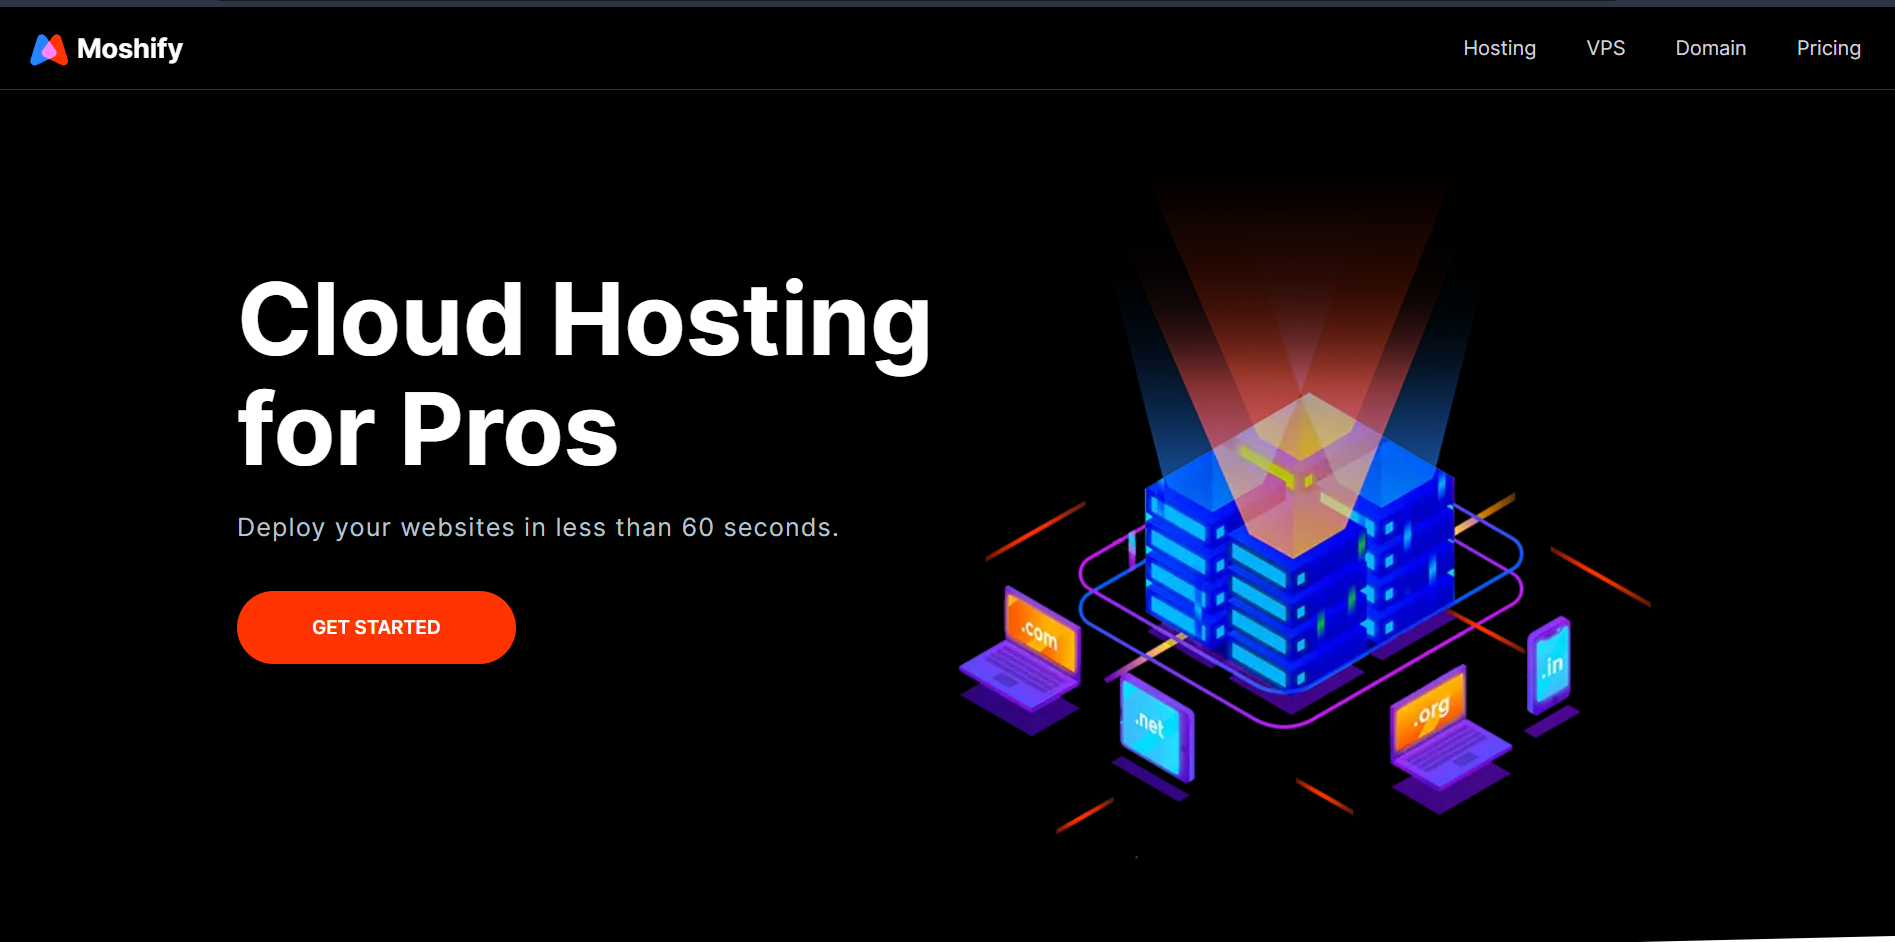 Moshify
Hosting
VPS
Domain
Pricing
Cloud Hosting
for Pros
Deploy your websites in less than 60 seconds.
GET STARTED
.com
.net
.org
.in